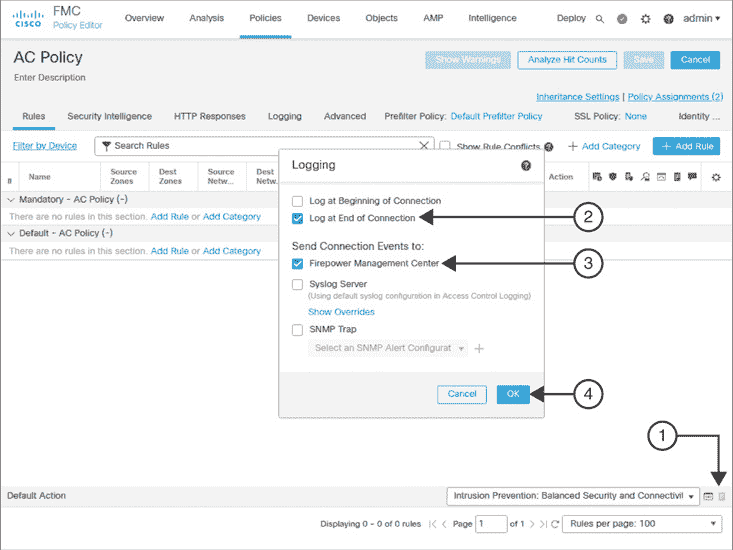 CISCO
FMC
Policy Editor
Overview Analysis Policies Devices Objects AMP Intelligence Deploy admin
AC Policy
Enter Description
Show Warnings Analyze Hit Counts Save Cancel
Inheritance Settings | Policy Assignments (2)
Rules Security Intelligence HTTP Responses Logging Advanced Prefilter Policy: Default Prefilter Policy SSL Policy: None Identity ...
Filter by Device Search Rules Show Rule Conflicts + Add Category + Add Rule
# Name Source Zones Dest Zones Source Netw... Dest Netw... Action
Mandatory - AC Policy (-)
There are no rules in this section. Add Rule or Add Category
Default - AC Policy (-)
There are no rules in this section. Add Rule or Add Category
Logging
Log at Beginning of Connection
Log at End of Connection
2
Send Connection Events to:
Firepower Management Center
3
Syslog Server
(Using default syslog configuration in Access Control Logging)
Show Overrides
SNMP Trap
Select an SNMP Alert Configurat
Cancel OK
4
1
Default Action Intrusion Prevention: Balanced Security and Connectivit
Displaying 0 - 0 of 0 rules |< < Page 1 of 1 > >| Rules per page: 100